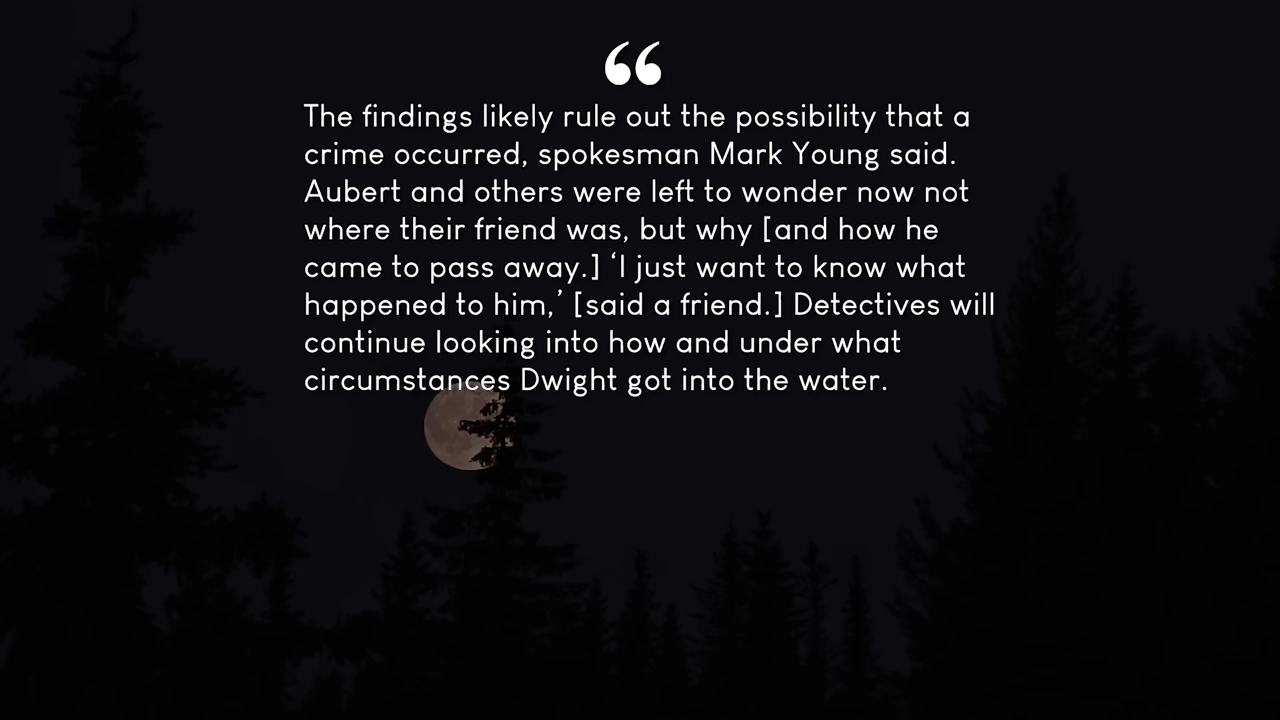 “
The findings likely rule out the possibility that a
crime occurred, spokesman Mark Young said.
Aubert and others were left to wonder now not
where their friend was, but why [and how he
came to pass away.] ‘I just want to know what
happened to him,’ [said a friend.] Detectives will
continue looking into how and under what
circumstances Dwight got into the water.